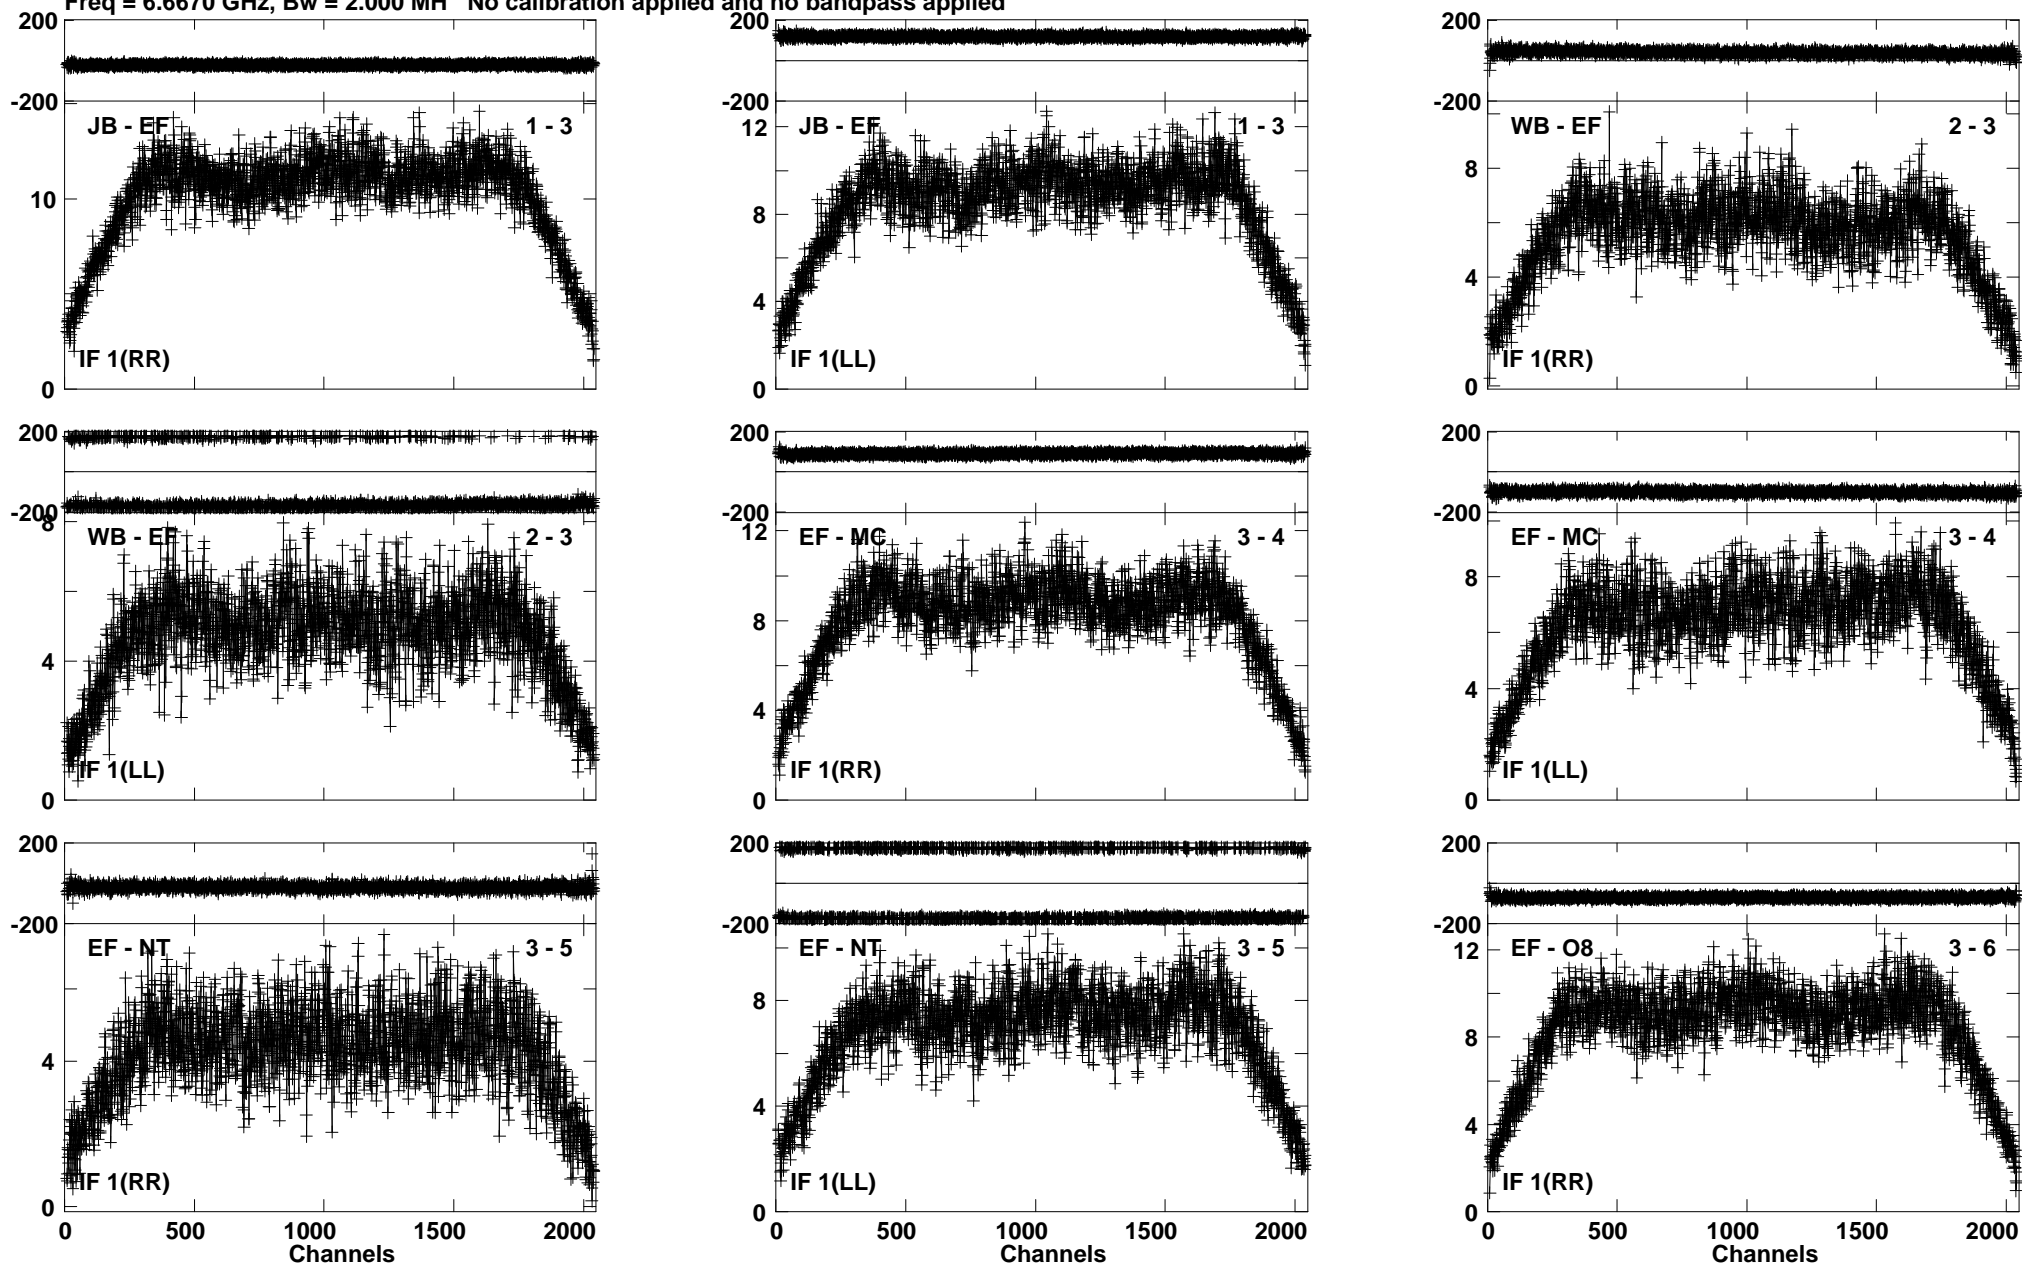 Freq = 6.6670 GHz, Bw = 2.000 MH No calibration applied and no bandpass applied
200 200 200
-200 -200 -200
JB - EF 1 - 3 JB - EF 1 - 3 WB - EF 2 - 3
12
8
10
8
4
4
IF 1(RR) IF 1(LL) IF 1(RR)
0 0 0
200 200 200
-200 -200 -200
8
12
WB - EF 2 - 3 EF - MC 3 - 4 EF - MC 3 - 4
8
8
4
4
4
IF 1(LL) IF 1(RR) IF 1(LL)
0 0 0
200 200 200
-200 -200 -200
EF - NT 3 - 5 EF - NT 3 - 5 EF - O8 3 - 6
12
8
8
4
4
4
IF 1(RR) IF 1(LL) IF 1(RR)
0 0 0
0 500 1000 1500 2000 0 500 1000 1500 2000 0 500 1000 1500 2000
Channels Channels Channels